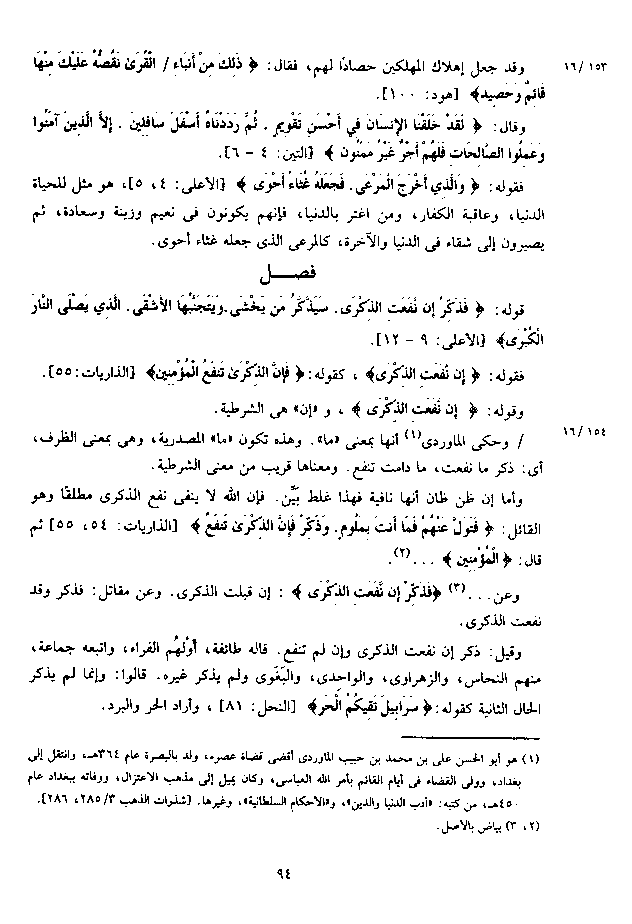 ١٦/١٥٣ وقد جعل إهلاك المهلكين حصادًا لهم، فقال: ﴿ ذَلِكَ مِنْ أَنبَاءِ / الْقُرَىٰ نَقُصُّهُ عَلَيْكَ مِنْهَا
قَائِمٌ وَحَصِيدٌ﴾ [هود: ١٠٠].
وقال: ﴿ لَقَدْ خَلَقْنَا الإِنسَانَ فِي أَحْسَنِ تَقْوِيمٍ . ثُمَّ رَدَدْنَاهُ أَسْفَلَ سَافِلِينَ . إِلاَّ الَّذِينَ آمَنُوا
وَعَمِلُوا الصَّالِحَاتِ فَلَهُمْ أَجْرٌ غَيْرُ مَمْنُونٍ ﴾ [التين: ٤ – ٦].
فقوله: ﴿ وَالَّذِي أَخْرَجَ الْمَرْعَىٰ. فَجَعَلَهُ غُثَاءً أَحْوَىٰ ﴾ [الأعلى: ٤، ٥]، هو مثل للحياة
الدنيا، وعاقبة الكفار، ومن اغتر بالدنيا، فإنهم يكونون فى نعيم وزينة وسعادة، ثم
يصيرون إلى شقاء فى الدنيا والآخرة، كالمرعى الذى جعله غثاء أحوى.
فصــل
قوله: ﴿ فَذَكِّرْ إِن نَّفَعَتِ الذِّكْرَىٰ. سَيَذَّكَّرُ مَن يَخْشَىٰ. وَيَتَجَنَّبُهَا الأَشْقَى. الَّذِي يَصْلَى النَّارَ
الْكُبْرَىٰ﴾ [الأعلى: ٩ – ١٢].
فقوله: ﴿ إِن نَّفَعَتِ الذِّكْرَىٰ﴾ ، كقوله: ﴿ فَإِنَّ الذِّكْرَىٰ تَنفَعُ الْمُؤْمِنِينَ﴾ [الذاريات: ٥٥].
وقوله: ﴿ إِن نَّفَعَتِ الذِّكْرَىٰ ﴾ ، و «إن» هى الشرطية.
١٦/١٥٤ / وحكى الماوردى(١) أنها بمعنى «ما». وهذه تكون «ما» المصدرية، وهى بمعنى الظرف،
أى: ذكر ما نفعت، ما دامت تنفع. ومعناها قريب من معنى الشرطية.
وأما إن ظن ظان أنها نافية فهذا غلط بَيِّن. فإن الله لا ينفى نفع الذكرى مطلقًا وهو
القائل: ﴿ فَتَوَلَّ عَنْهُمْ فَمَا أَنتَ بِمَلُومٍ. وَذَكِّرْ فَإِنَّ الذِّكْرَىٰ تَنفَعُ ﴾ [الذاريات: ٥٤، ٥٥] ثم
قال: ﴿ الْمُؤْمِنِينَ ﴾ ...(٢).
وعن...(٣) ﴿فَذَكِّرْ إِن نَّفَعَتِ الذِّكْرَىٰ ﴾ : إن قبلت الذكرى. وعن مقاتل: فذكر وقد
نفعت الذكرى.
وقيل: ذكر إن نفعت الذكرى وإن لم تنفع. قاله طائفة، أوَّلهُم الفراء، واتبعه جماعة،
منهم النحاس، والزهراوى، والواحدى، والبَغَوى ولم يذكر غيره. قالوا: وإنما لم يذكر
الحال الثانية كقوله: ﴿ سَرَابِيلَ تَقِيكُمُ الْحَرَّ﴾ [النحل: ٨١] ، وأراد الحر والبرد.
(١) هو أبو الحسن على بن محمد بن حبيب الماوردى أقضى قضاة عصره، ولد بالبصرة عام ٣٦٤هـ، وانتقل إلى
بغداد، وولى القضاء فى أيام القائم بأمر الله العباسى، وكان يميل إلى مذهب الاعتزال، ووفاته ببغداد عام
٤٥٠هـ، من كتبه: «أدب الدنيا والدين»، و«الأحكام السلطانية»، وغيرها. [شذرات الذهب ٣/ ٢٨٥، ٢٨٦].
(٢، ٣) بياض بالأصل.
٩٤